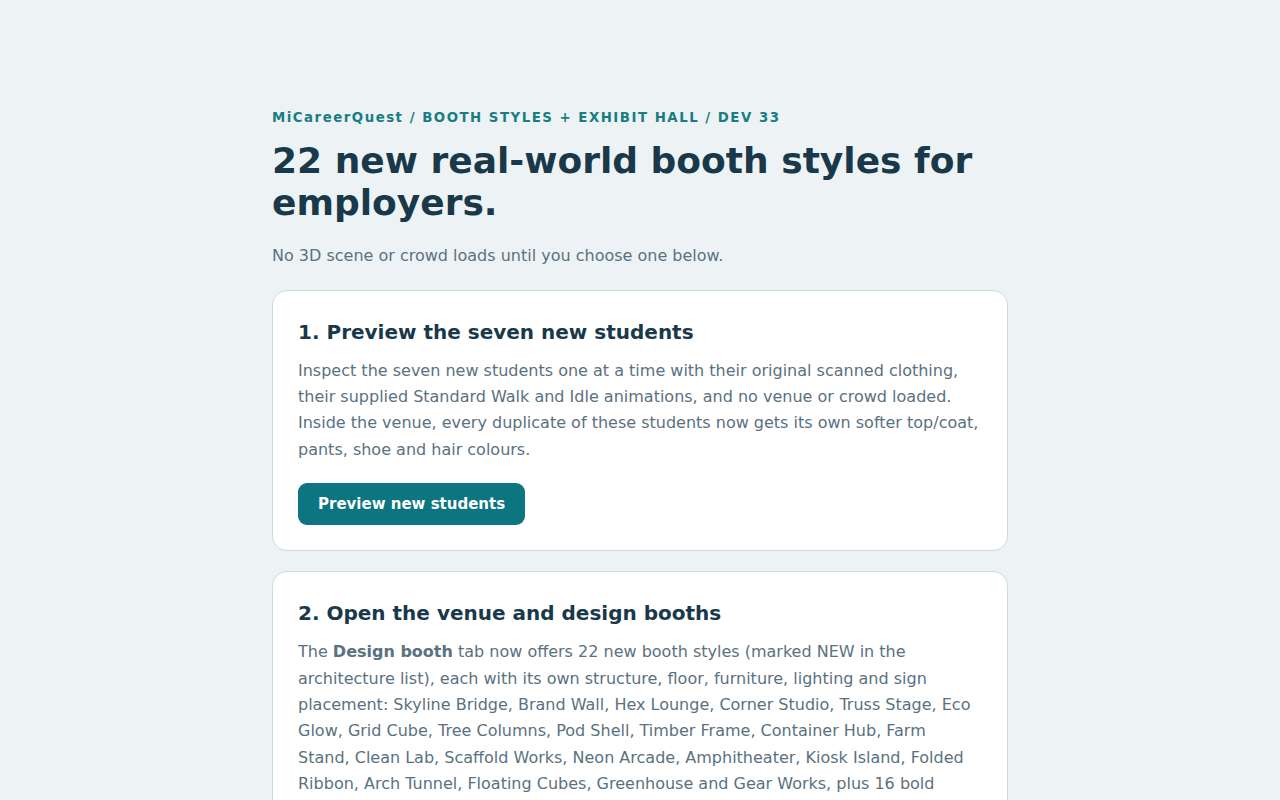 MiCareerQuest / BOOTH STYLES + EXHIBIT HALL / DEV 33
22 new real-world booth styles for
employers.
No 3D scene or crowd loads until you choose one below.
1. Preview the seven new students
Inspect the seven new students one at a time with their original scanned clothing,
their supplied Standard Walk and Idle animations, and no venue or crowd loaded.
Inside the venue, every duplicate of these students now gets its own softer top/coat,
pants, shoe and hair colours.
Preview new students
2. Open the venue and design booths
The Design booth tab now offers 22 new booth styles (marked NEW in the
architecture list), each with its own structure, floor, furniture, lighting and sign
placement: Skyline Bridge, Brand Wall, Hex Lounge, Corner Studio, Truss Stage, Eco
Glow, Grid Cube, Tree Columns, Pod Shell, Timber Frame, Container Hub, Farm
Stand, Clean Lab, Scaffold Works, Neon Arcade, Amphitheater, Kiosk Island, Folded
Ribbon, Arch Tunnel, Floating Cubes, Greenhouse and Gear Works, plus 16 bold